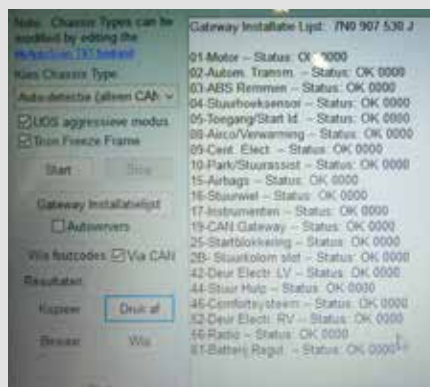 Note: Chassis Types can be
modified by editing the
MyAutoScan.TXT bestand
Kies Chassis Type:
Auto-detectie (alleen CAN
UDS aggressieve modus
Toon Freeze Frame
Start
Stop
Gateway Installatielijst
Autoververs
Wis foutcodes
Via CAN
Resultaten
Kopieer
Druk af
Bewaar
Wis
Gateway Installatie Lijst: 7N0 907 530 J
01-Motor -- Status: OK 0000
02-Autom. Transm. -- Status: OK 0000
03-ABS Remmen -- Status: OK 0000
04-Stuurhoeksensor -- Status: OK 0000
05-Toegang/Start Id. -- Status: OK 0000
08-Airco/Verwarming -- Status: OK 0000
09-Cent. Elect. -- Status: OK 0000
10-Park/Stuurassist -- Status: OK 0000
15-Airbags -- Status: OK 0000
16-Stuurwiel -- Status: OK 0000
17-Instrumenten -- Status: OK 0000
19-CAN Gateway -- Status: OK 0000
25-Startblokkering -- Status: OK 0000
2B- Stuurkolom slot -- Status: OK 0000
42-Deur Electr. LV -- Status: OK 0000
44-Stuur Hulp -- Status: OK 0000
46-Comfortsysteem -- Status: OK 0000
52-Deur Electr. RV -- Status: OK 0000
56-Radio -- Status: OK 0000
61-Batterij Regul. -- Status: OK 0000